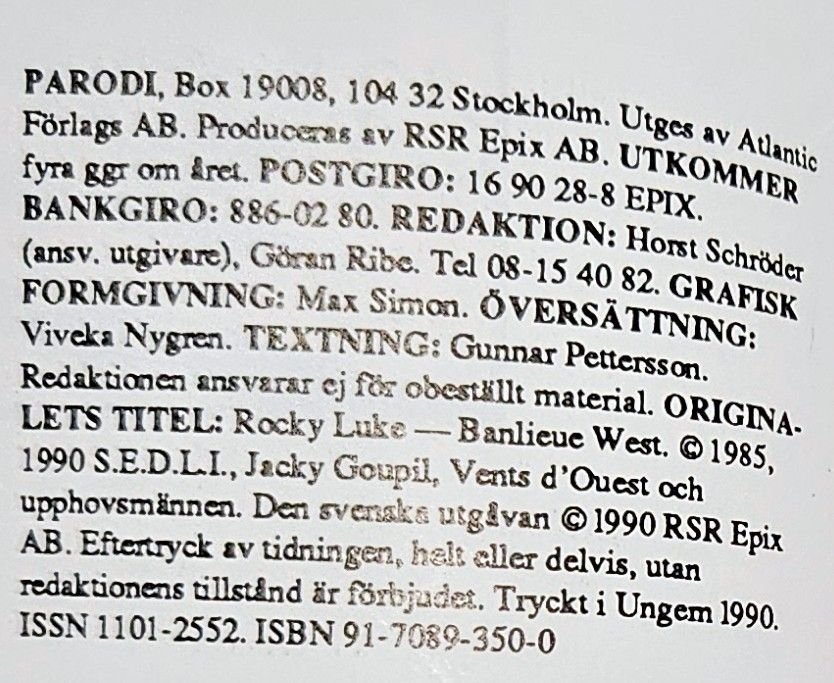 PARODI, Box 19008, 104 32 Stockholm. Utges av Atlantic
Förlags AB. Produceras av RSR Epix AB. UTKOMMER
fyra ggr om året. POSTGIRO: 16 90 28-8 EPIX.
BANKGIRO: 886-02 80. REDAKTION: Horst Schröder
(ansv. utgivare), Göran Ribe. Tel 08-15 40 82. GRAFISK
FORMGIVNING: Max Simon. ÖVERSÄTTNING:
Viveka Nygren. TEXTNING: Gunnar Pettersson.
Redaktionen ansvarar ej för obeställt material. ORIGINA-
LETS TITEL: Rocky Luke — Banlieue West. © 1985,
1990 S.E.D.L.I., Jacky Goupil, Vents d'Ouest och
upphovsmännen. Den svenska utgåvan © 1990 RSR Epix
AB. Eftertryck av tidningen, helt eller delvis, utan
redaktionens tillstånd är förbjudet. Tryckt i Ungern 1990.
ISSN 1101-2552. ISBN 91-7089-350-0